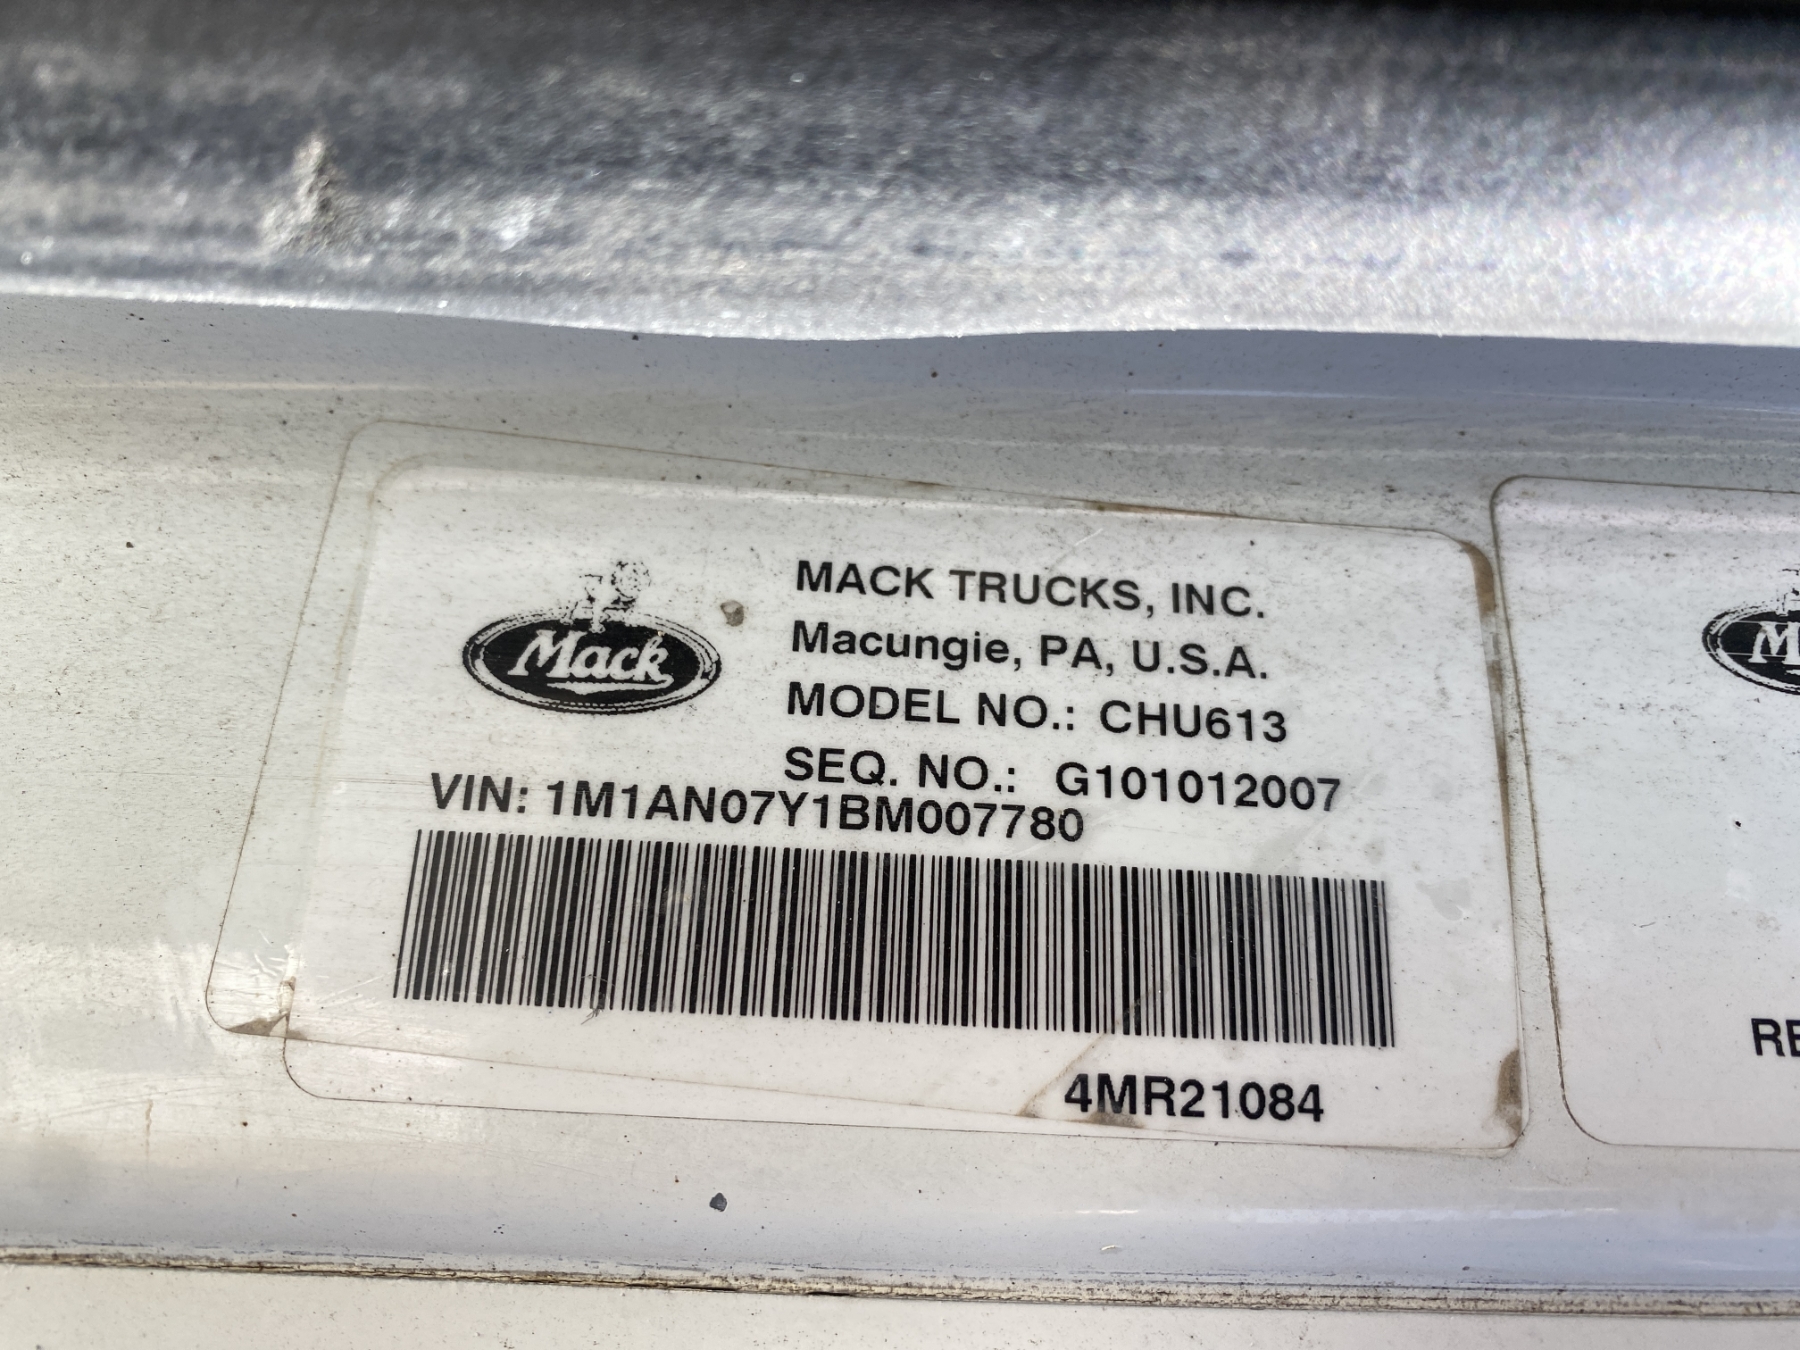 Mack
MACK TRUCKS, INC.
Macungie, PA, U.S.A.
MODEL NO.: CHU613
SEQ. NO.: G101012007
VIN: 1M1AN07Y1BM007780
4MR21084